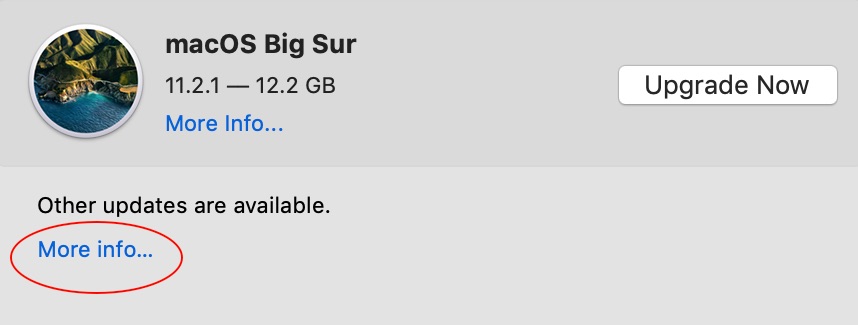 macOS Big Sur
11.2.1 — 12.2 GB
Upgrade Now
More Info...
Other updates are available.
More info...